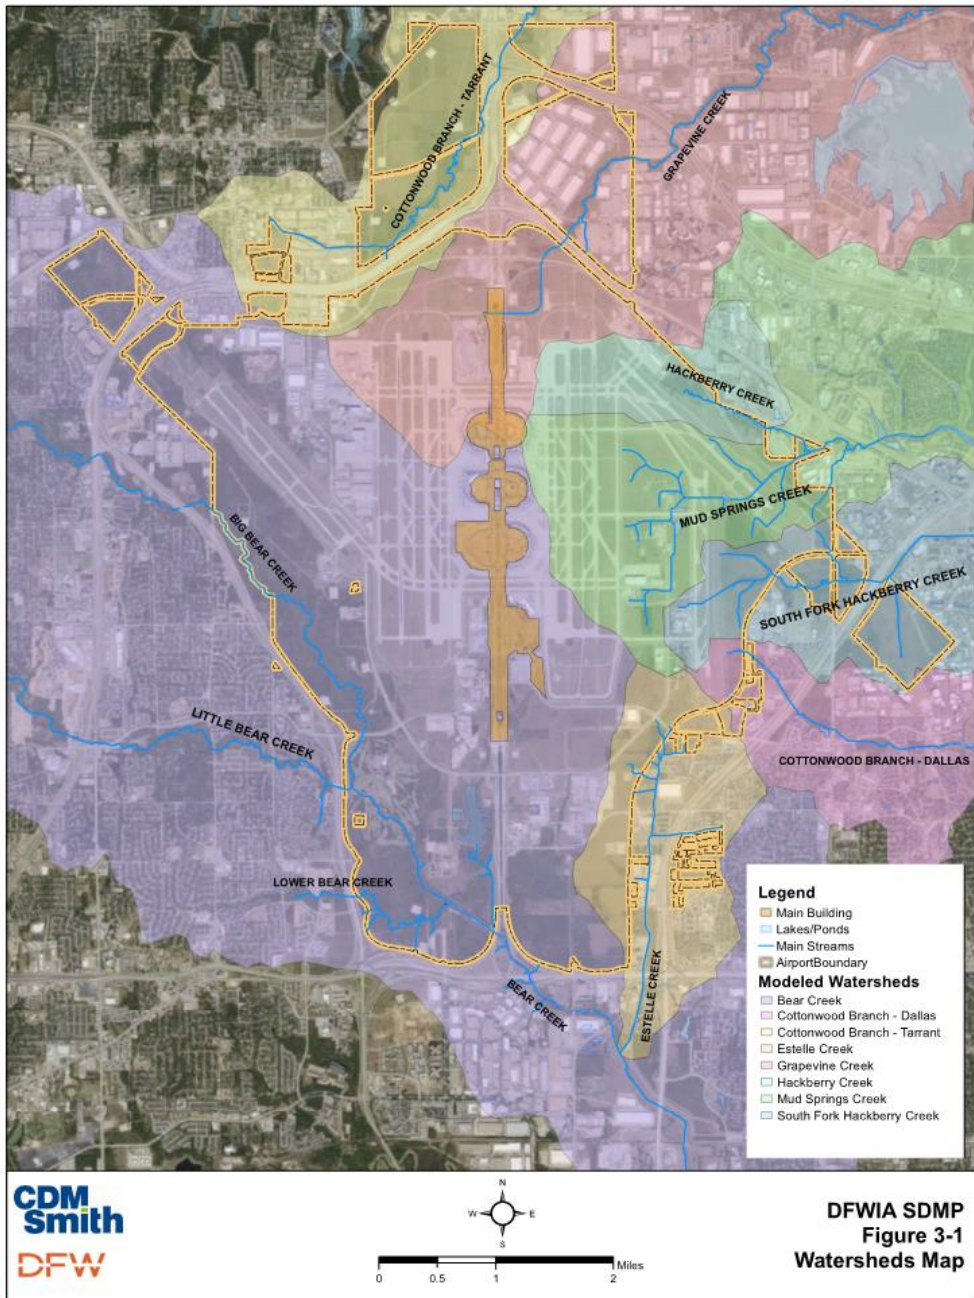 COTTONWOOD BRANCH - TARRANT
GRAPEVINE CREEK
HACKBERRY CREEK
MUD SPRINGS CREEK
BIG BEAR CREEK
SOUTH FORK HACKBERRY CREEK
LITTLE BEAR CREEK
COTTONWOOD BRANCH - DALLAS
LOWER BEAR CREEK
BEAR CREEK
ESTELLE CREEK
Legend
Main Building
Lakes/Ponds
Main Streams
AirportBoundary
Modeled Watersheds
Bear Creek
Cottonwood Branch - Dallas
Cottonwood Branch - Tarrant
Estelle Creek
Grapevine Creek
Hackberry Creek
Mud Springs Creek
South Fork Hackberry Creek
CDM
Smith
DFW
N
W
E
S
Miles
0
0.5
1
2
DFWIA SDMP
Figure 3-1
Watersheds Map